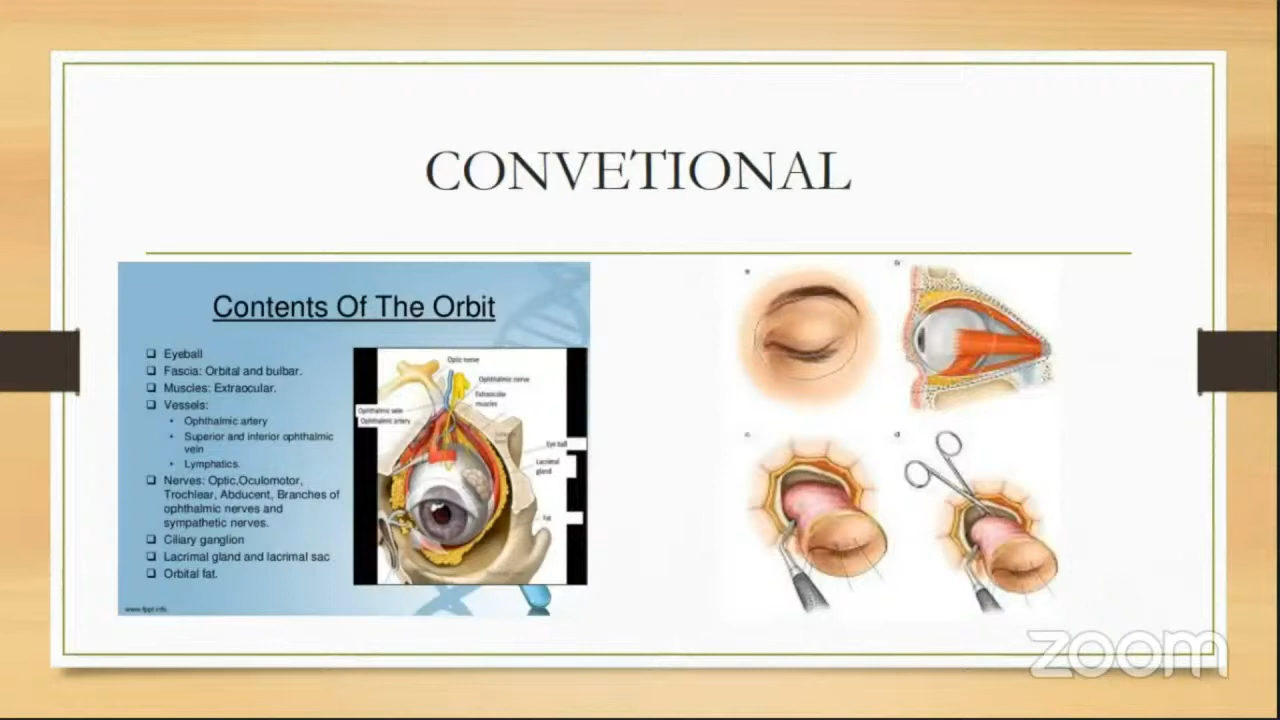 CONVETIONAL
Contents Of The Orbit
Eyeball
Fascia: Orbital and bulbar.
Muscles: Extraocular.
Vessels:
Ophthalmic artery
Superior and inferior ophthalmic
vein
Lymphatics.
Nerves: Optic,Oculomotor,
Trochlear, Abducent, Branches of
ophthalmic nerves and
sympathetic nerves.
Ciliary ganglion
Lacrimal gland and lacrimal sac
Orbital fat.
www.fppt.info
Optic nerve
Ophthalmic nerve
Extraocular
muscles
Ophthalmic vein
Ophthalmic artery
Eye ball
Lacrimal
gland
Fat
a
b
c
d
zoom